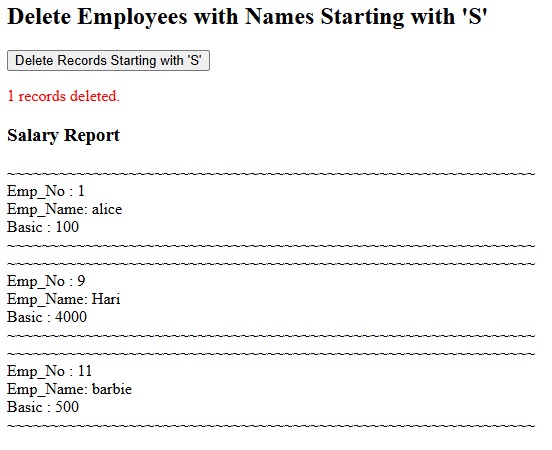 Delete Employees with Names Starting with 'S'
Delete Records Starting with 'S'
1 records deleted.
Salary Report
~~~~~~~~~~~~~~~~~~~~~~~~~~~~~~~~~~~~~~~~~~~~~~~~~~~~~~~~~~~~
Emp_No : 1
Emp_Name: alice
Basic : 100
~~~~~~~~~~~~~~~~~~~~~~~~~~~~~~~~~~~~~~~~~~~~~~~~~~~~~~~~~~~~
~~~~~~~~~~~~~~~~~~~~~~~~~~~~~~~~~~~~~~~~~~~~~~~~~~~~~~~~~~~~
Emp_No : 9
Emp_Name: Hari
Basic : 4000
~~~~~~~~~~~~~~~~~~~~~~~~~~~~~~~~~~~~~~~~~~~~~~~~~~~~~~~~~~~~
~~~~~~~~~~~~~~~~~~~~~~~~~~~~~~~~~~~~~~~~~~~~~~~~~~~~~~~~~~~~
Emp_No : 11
Emp_Name: barbie
Basic : 500
~~~~~~~~~~~~~~~~~~~~~~~~~~~~~~~~~~~~~~~~~~~~~~~~~~~~~~~~~~~~